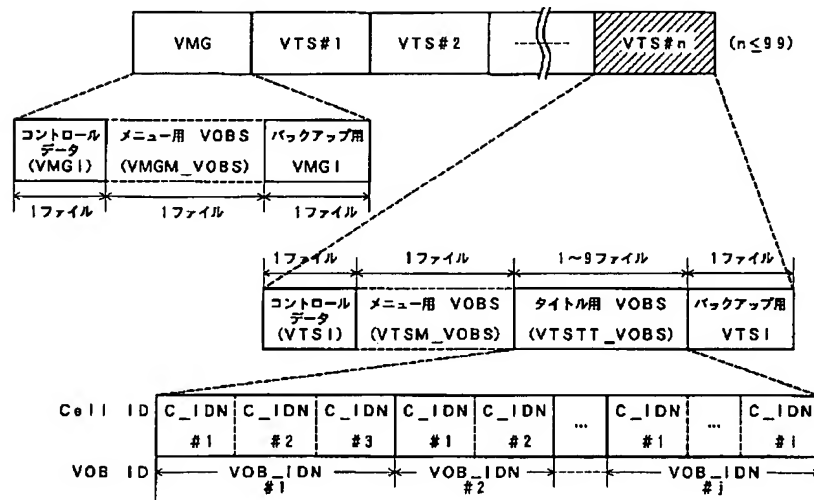 VMG VTS#1 VTS#2 VTS#n (n≤99)
コントロール メニュー用 VOBS バックアップ用
データ
(VMGI) (VMGM_VOBS) VMGI
1ファイル 1ファイル 1ファイル
1ファイル 1ファイル 1~9ファイル 1ファイル
コントロール メニュー用 VOBS タイトル用 VOBS バックアップ用
データ
(VTSI) (VTSM_VOBS) (VTSTT_VOBS) VTSI
Cell ID C_IDN C_IDN C_IDN C_IDN C_IDN ... C_IDN ... C_IDN
#1 #2 #3 #1 #2 #1 #i
VOB ID VOB_IDN VOB_IDN VOB_IDN
#1 #2 #j